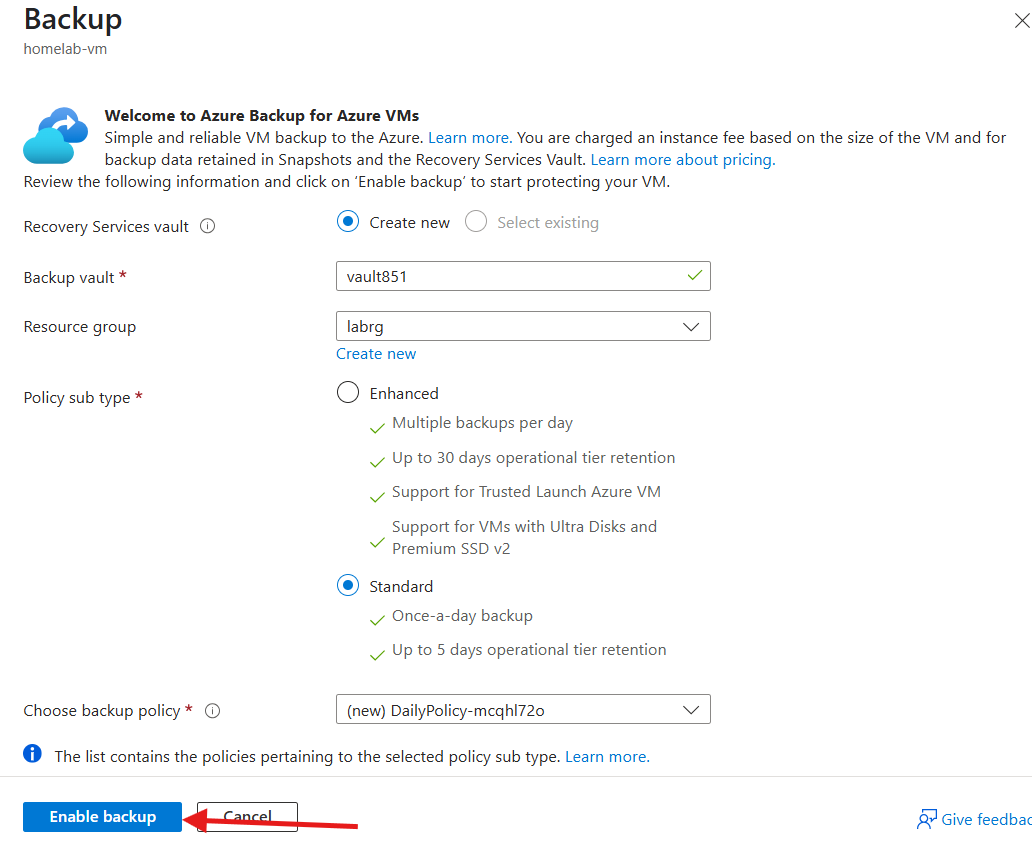 Backup
homelab-vm
Welcome to Azure Backup for Azure VMs
Simple and reliable VM backup to the Azure. Learn more. You are charged an instance fee based on the size of the VM and for
backup data retained in Snapshots and the Recovery Services Vault. Learn more about pricing.
Review the following information and click on ‘Enable backup’ to start protecting your VM.
Recovery Services vault
Create new
Select existing
Backup vault *
vault851
Resource group
labrg
Create new
Policy sub type *
Enhanced
Multiple backups per day
Up to 30 days operational tier retention
Support for Trusted Launch Azure VM
Support for VMs with Ultra Disks and
Premium SSD v2
Standard
Once-a-day backup
Up to 5 days operational tier retention
Choose backup policy *
(new) DailyPolicy-mcqhl72o
The list contains the policies pertaining to the selected policy sub type. Learn more.
Enable backup
Cancel
Give feedbac